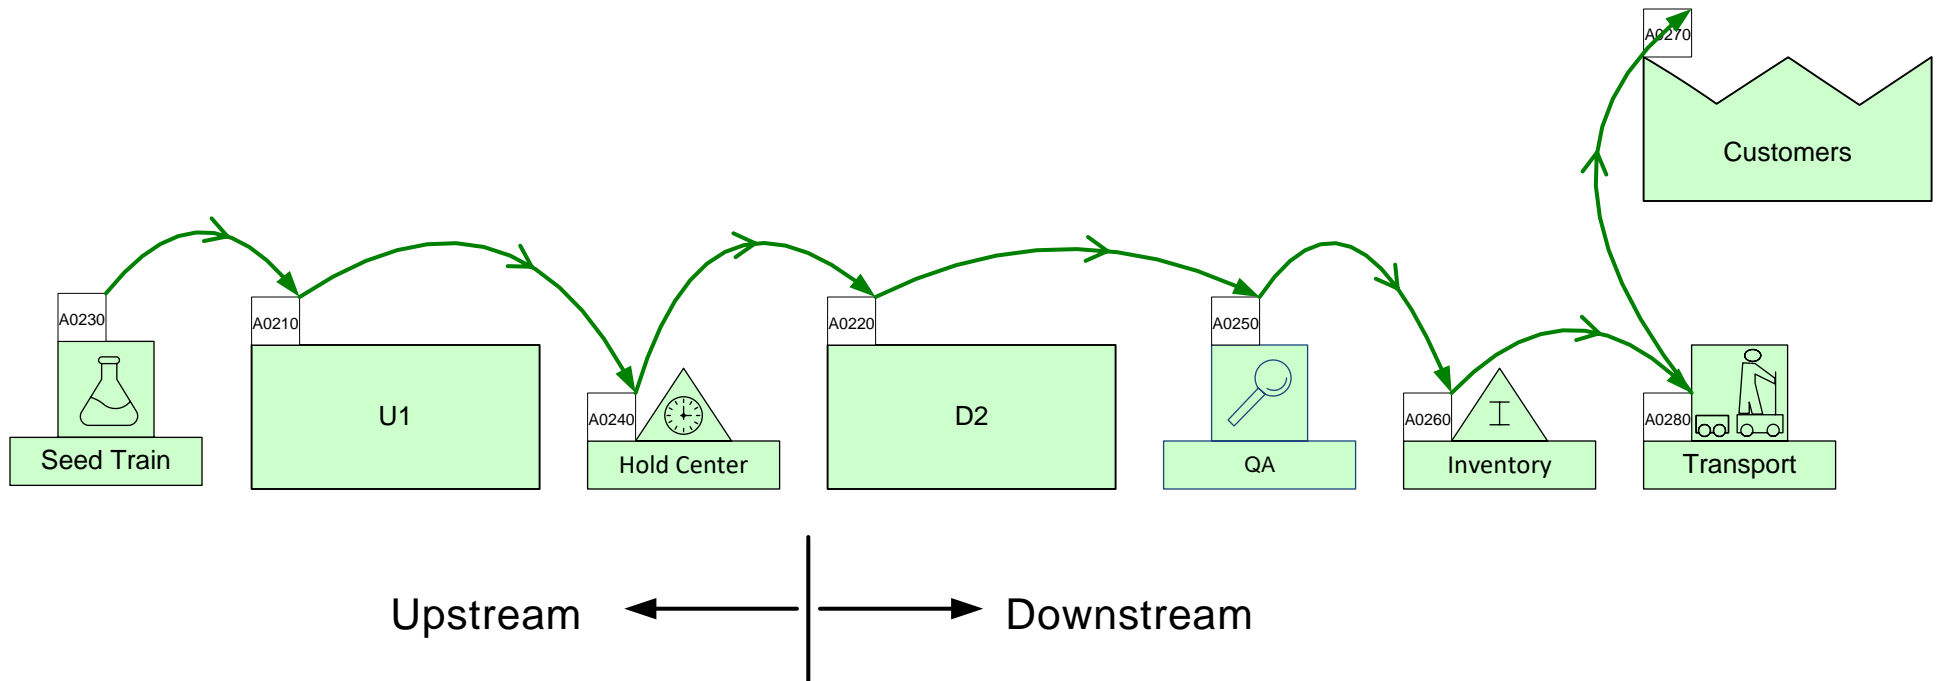 A0270
Customers
A0230
A0210
A0220
A0250
A0240
A0260
A0280
U1
D2
Seed Train
Hold Center
QA
Inventory
I
Transport
Upstream
Downstream